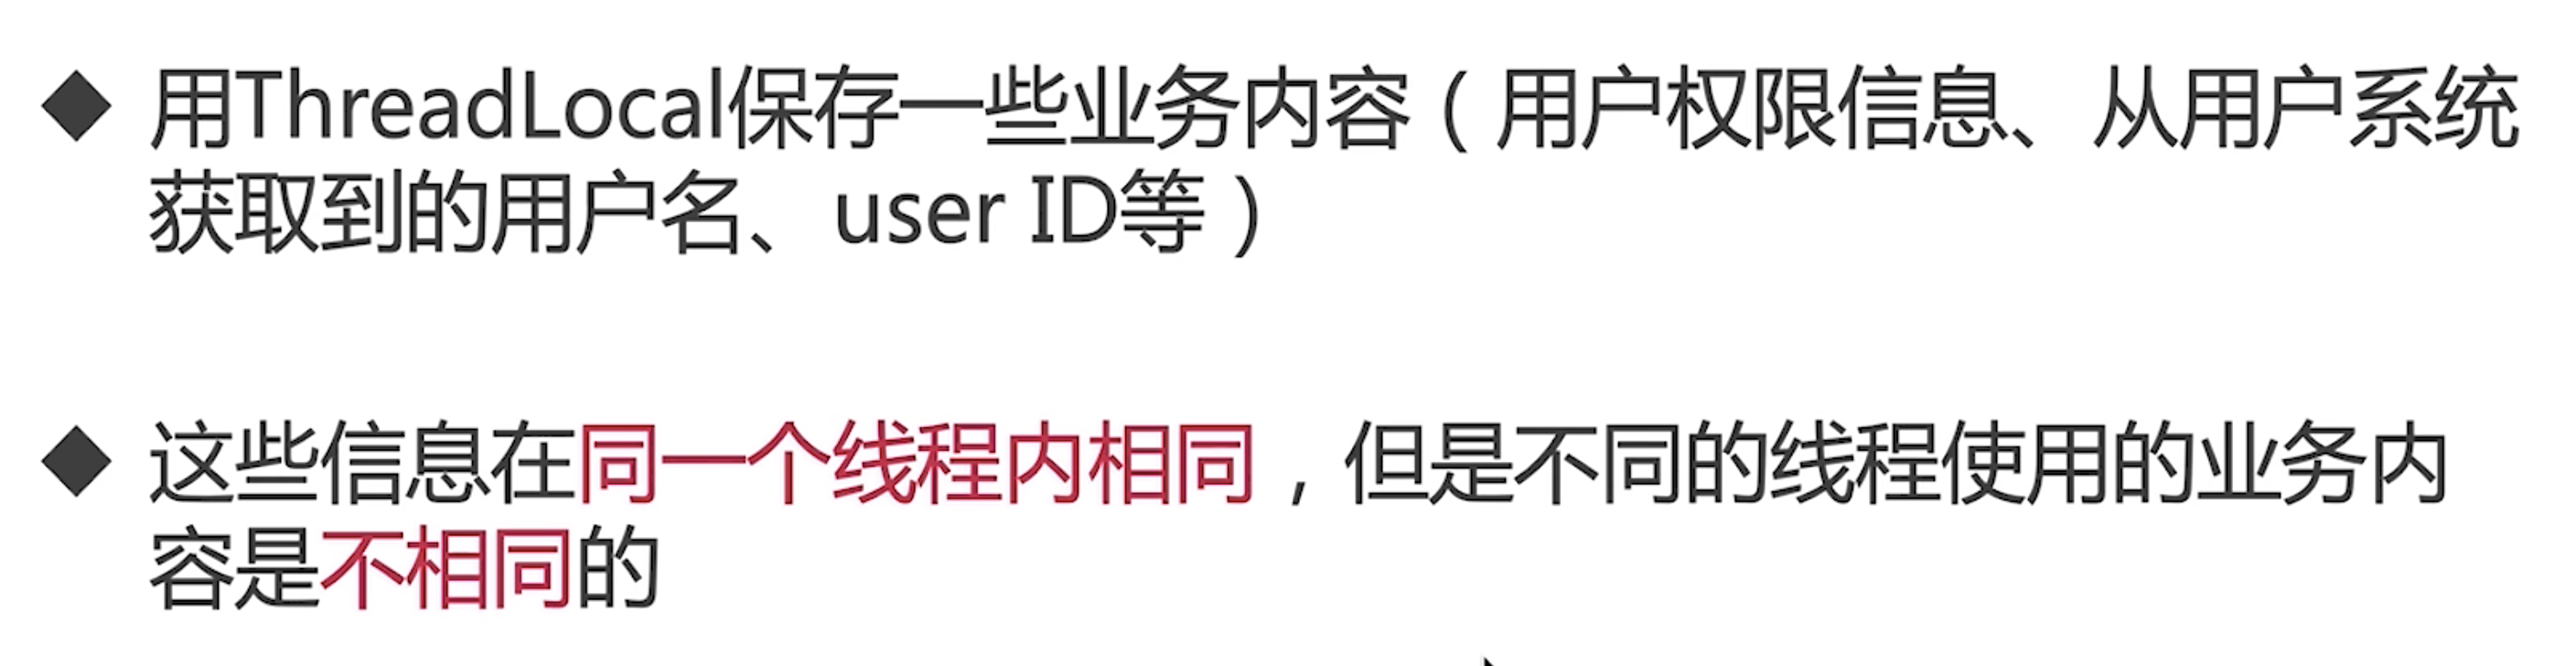 ◆ 用ThreadLocal保存一些业务内容（用户权限信息、从用户系统
获取到的用户名、user ID等）
◆ 这些信息在同一个线程内相同，但是不同的线程使用的业务内
容是不相同的